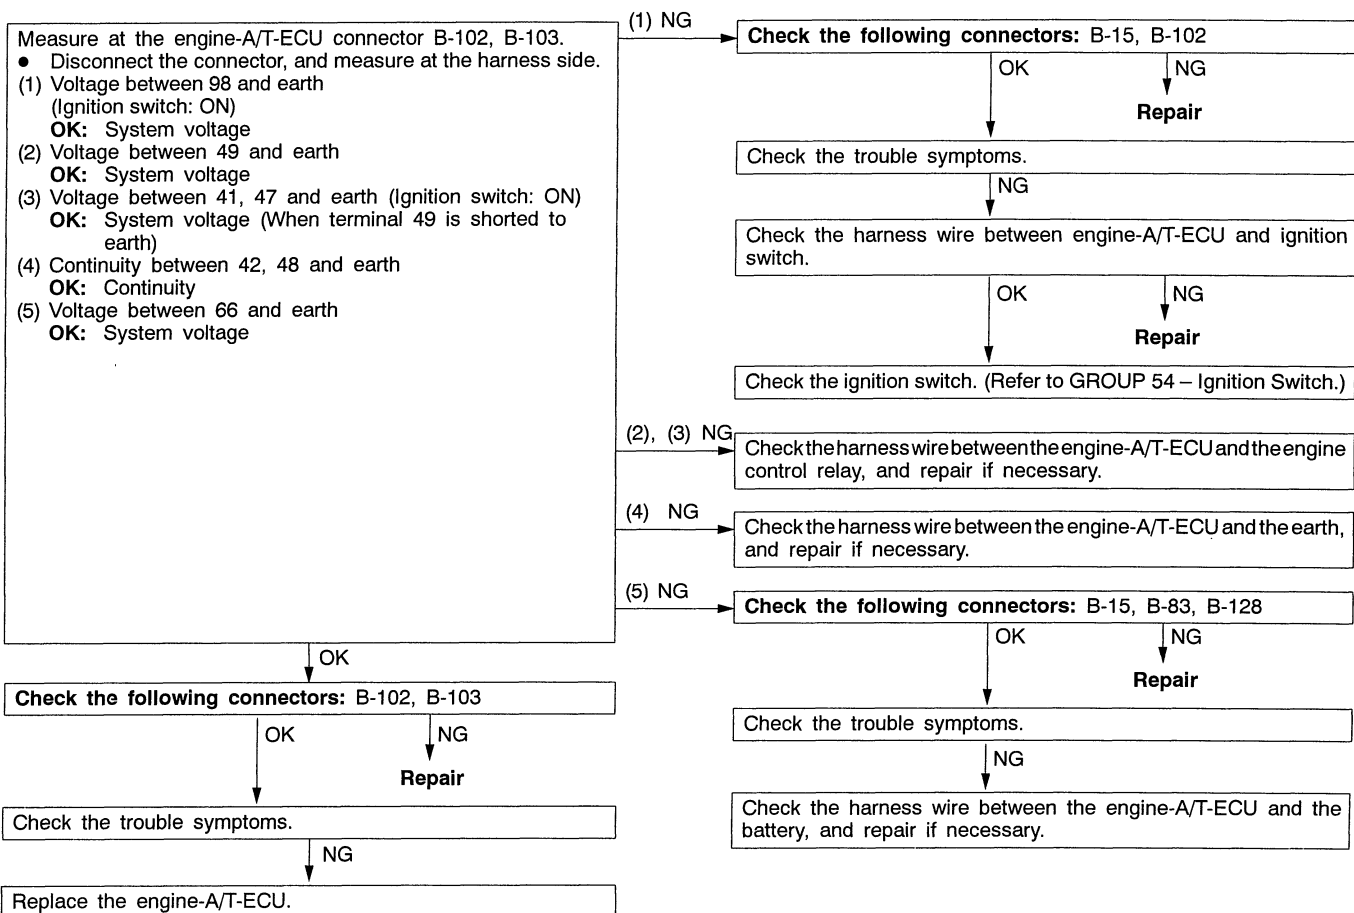 Measure at the engine-A/T-ECU connector B-102, B-103.
● Disconnect the connector, and measure at the harness side.
(1) Voltage between 98 and earth
(Ignition switch: ON)
OK: System voltage
(2) Voltage between 49 and earth
OK: System voltage
(3) Voltage between 41, 47 and earth (Ignition switch: ON)
OK: System voltage (When terminal 49 is shorted to
earth)
(4) Continuity between 42, 48 and earth
OK: Continuity
(5) Voltage between 66 and earth
OK: System voltage
(1) NG
Check the following connectors: B-15, B-102
OK
NG
Repair
Check the trouble symptoms.
NG
Check the harness wire between engine-A/T-ECU and ignition
switch.
OK
NG
Repair
Check the ignition switch. (Refer to GROUP 54 – Ignition Switch.)
(2), (3) NG
Check the harness wire between the engine-A/T-ECU and the engine
control relay, and repair if necessary.
(4) NG
Check the harness wire between the engine-A/T-ECU and the earth,
and repair if necessary.
(5) NG
Check the following connectors: B-15, B-83, B-128
OK
NG
Repair
Check the trouble symptoms.
NG
Check the harness wire between the engine-A/T-ECU and the
battery, and repair if necessary.
OK
Check the following connectors: B-102, B-103
OK
NG
Repair
Check the trouble symptoms.
NG
Replace the engine-A/T-ECU.